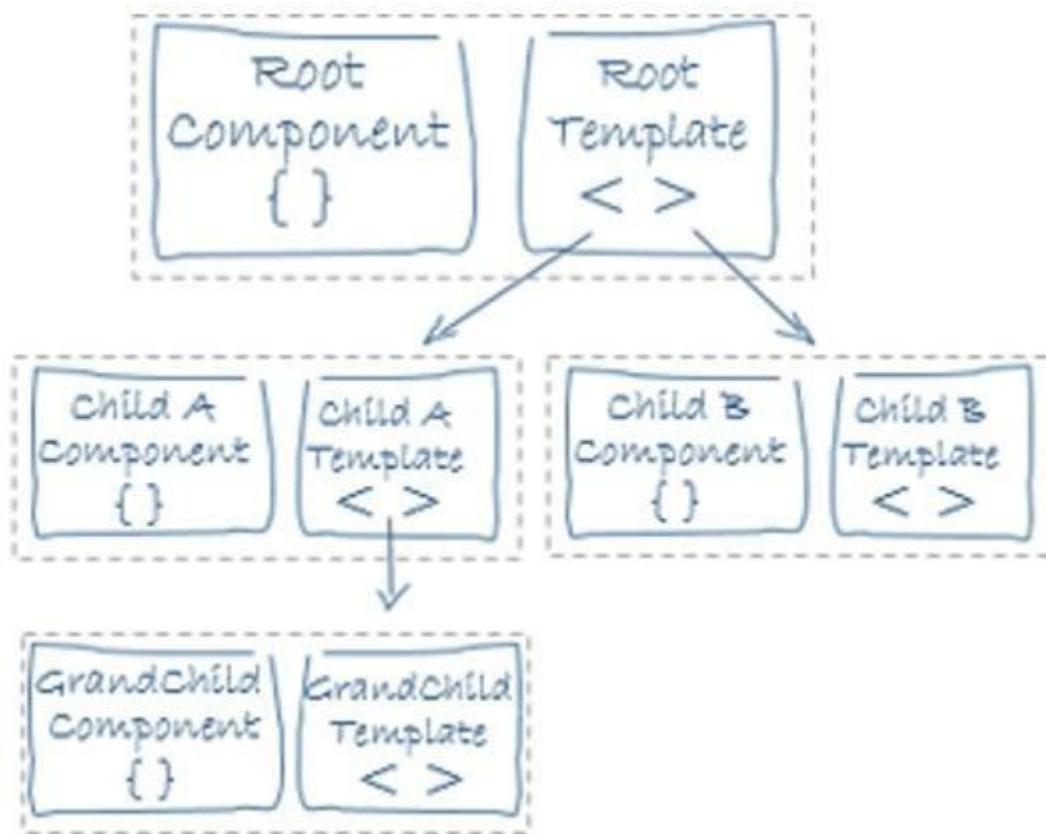 Root
Component
{ }
Root
Template
< >
Child A
Component
{ }
Child A
Template
< >
Child B
Component
{ }
Child B
Template
< >
GrandChild
Component
{ }
GrandChild
Template
< >